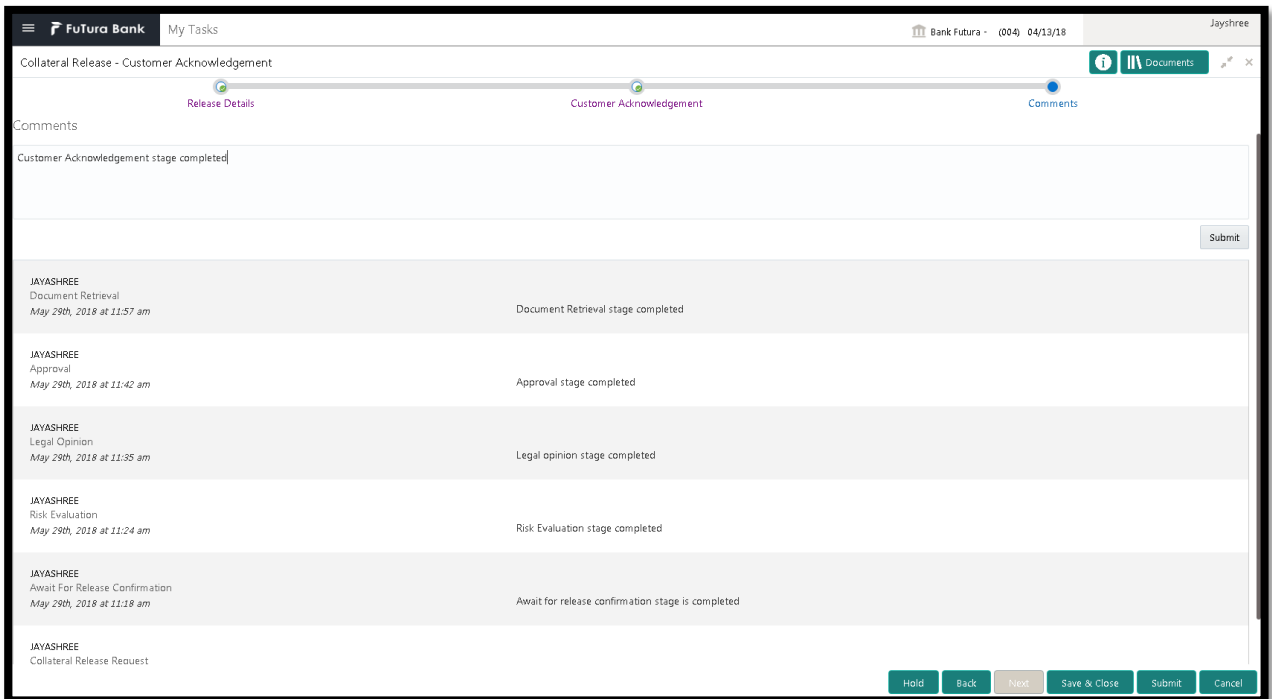 FuTura Bank
My Tasks
Bank Futura - (004) 04/13/18
Jayshree
Collateral Release - Customer Acknowledgement
i
Documents
Release Details
Customer Acknowledgement
Comments
Comments
Customer Acknowledgement stage completed
Submit
JAYASHREE
Document Retrieval
May 29th, 2018 at 11:57 am
Document Retrieval stage completed
JAYASHREE
Approval
May 29th, 2018 at 11:42 am
Approval stage completed
JAYASHREE
Legal Opinion
May 29th, 2018 at 11:35 am
Legal opinion stage completed
JAYASHREE
Risk Evaluation
May 29th, 2018 at 11:24 am
Risk Evaluation stage completed
JAYASHREE
Await For Release Confirmation
May 29th, 2018 at 11:18 am
Await for release confirmation stage is completed
JAYASHREE
Collateral Release Request
Hold
Back
Next
Save & Close
Submit
Cancel